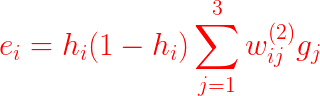 e_i = h_i(1 − h_i) \sum_{j=1}^{3} w_{ij}^{(2)} g_j